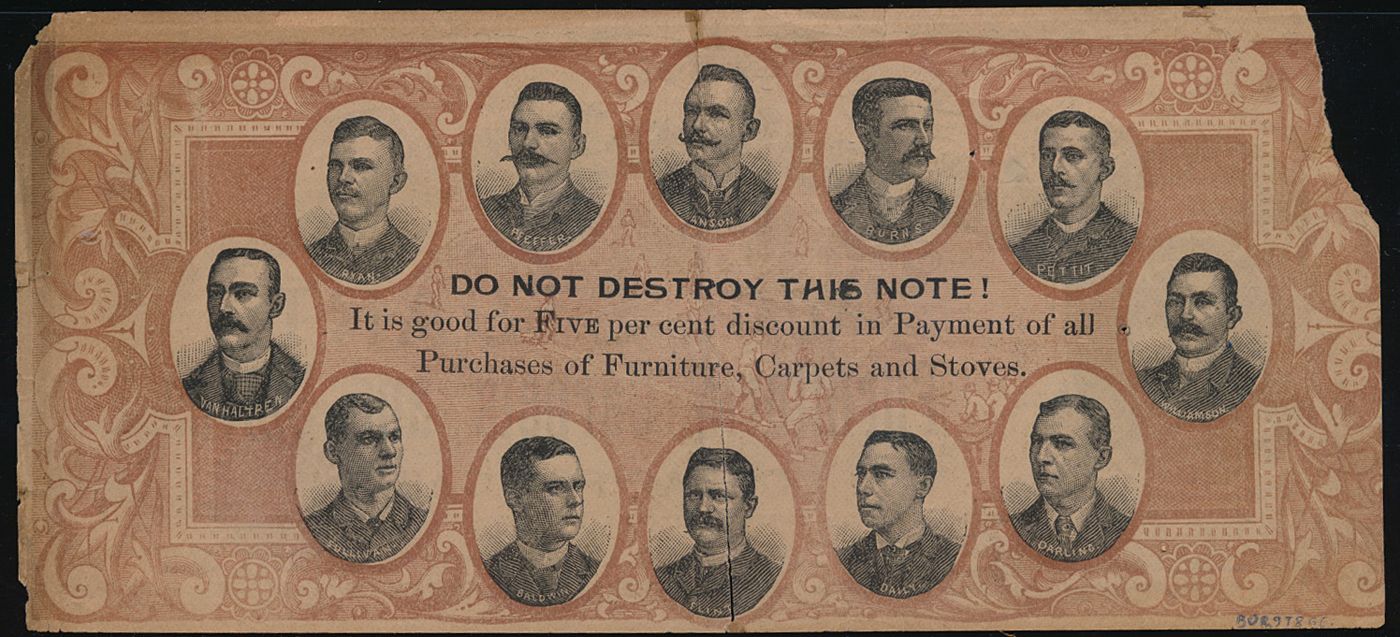 RYAN.
PFEFFER.
ANSON.
BURNS.
PETTIT
VAN HALTREN
WILLIAMSON.
DO NOT DESTROY THIS NOTE!
It is good for FIVE per cent discount in Payment of all
Purchases of Furniture, Carpets and Stoves.
SULLIVAN.
BALDWIN
FLINT
DAILY.
DARLING